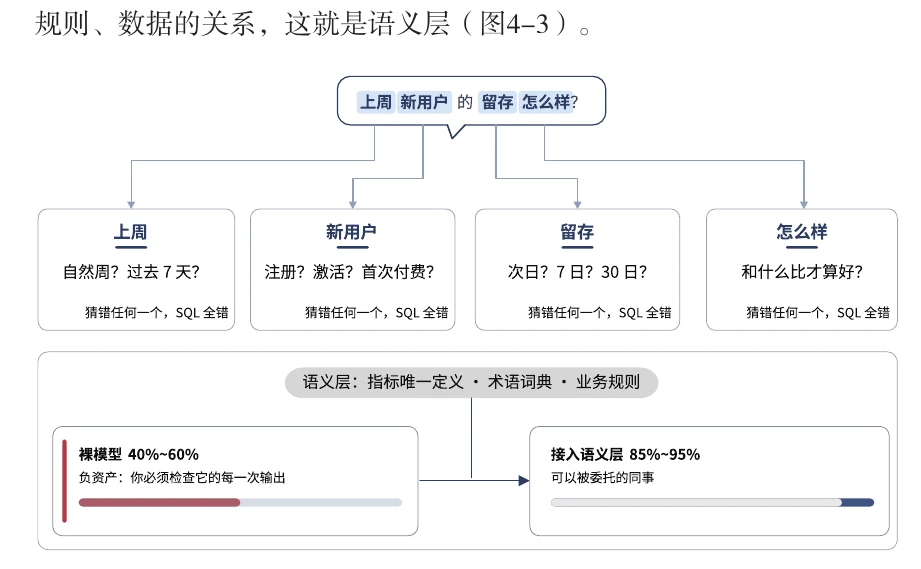 规则、数据的关系，这就是语义层（图4-3）。
上周 新用户 的 留存 怎么样？
上周
自然周？过去 7 天？
猜错任何一个，SQL 全错
新用户
注册？激活？首次付费？
猜错任何一个，SQL 全错
留存
次日？7 日？30 日？
猜错任何一个，SQL 全错
怎么样
和什么比才算好？
猜错任何一个，SQL 全错
语义层：指标唯一定义 · 术语词典 · 业务规则
裸模型 40%~60%
负资产：你必须检查它的每一次输出
接入语义层 85%~95%
可以被委托的同事